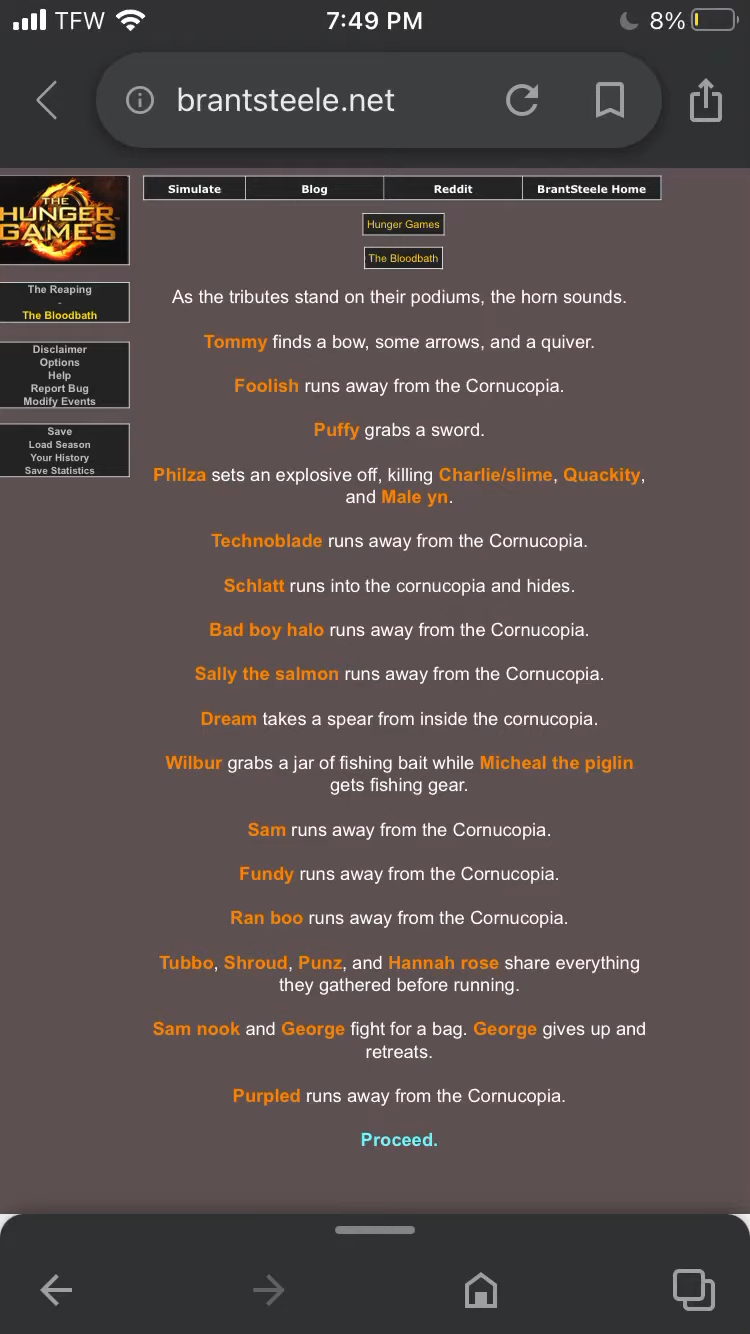 TFW 7:49 PM 8%
brantsteele.net
THE
HUNGER
GAMES
Simulate Blog Reddit BrantSteele Home
Hunger Games
The Bloodbath
The Reaping
-
The Bloodbath
Disclaimer
Options
Help
Report Bug
Modify Events
Save
Load Season
Your History
Save Statistics
As the tributes stand on their podiums, the horn sounds.
Tommy finds a bow, some arrows, and a quiver.
Foolish runs away from the Cornucopia.
Puffy grabs a sword.
Philza sets an explosive off, killing Charlie/slime, Quackity,
and Male yn.
Technoblade runs away from the Cornucopia.
Schlatt runs into the cornucopia and hides.
Bad boy halo runs away from the Cornucopia.
Sally the salmon runs away from the Cornucopia.
Dream takes a spear from inside the cornucopia.
Wilbur grabs a jar of fishing bait while Micheal the piglin
gets fishing gear.
Sam runs away from the Cornucopia.
Fundy runs away from the Cornucopia.
Ran boo runs away from the Cornucopia.
Tubbo, Shroud, Punz, and Hannah rose share everything
they gathered before running.
Sam nook and George fight for a bag. George gives up and
retreats.
Purpled runs away from the Cornucopia.
Proceed.